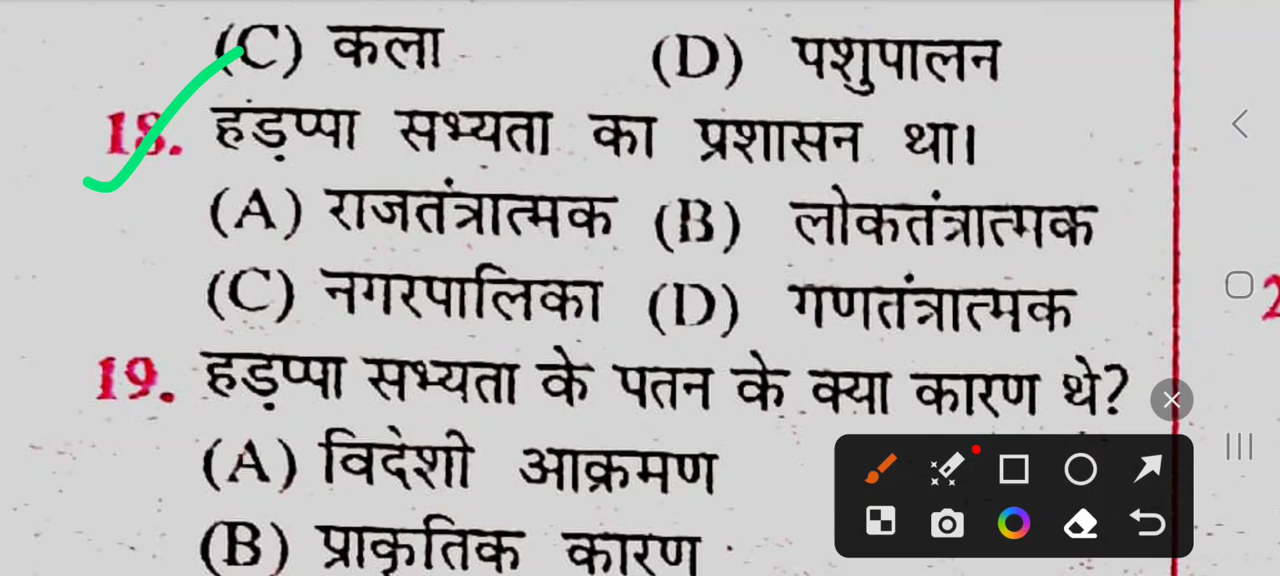 (C) कला (D) पशुपालन
18. हंड़प्पा सभ्यता का प्रशासन था।
(A) राजतंत्रात्मक (B) लोकतंत्रात्मक
(C) नगरपालिका (D) गणतंत्रात्मक
19. हड़प्पा सभ्यता के पतन के क्या कारण थे?
(A) विदेशी आक्रमण
(B) प्राकृतिक कारण
2